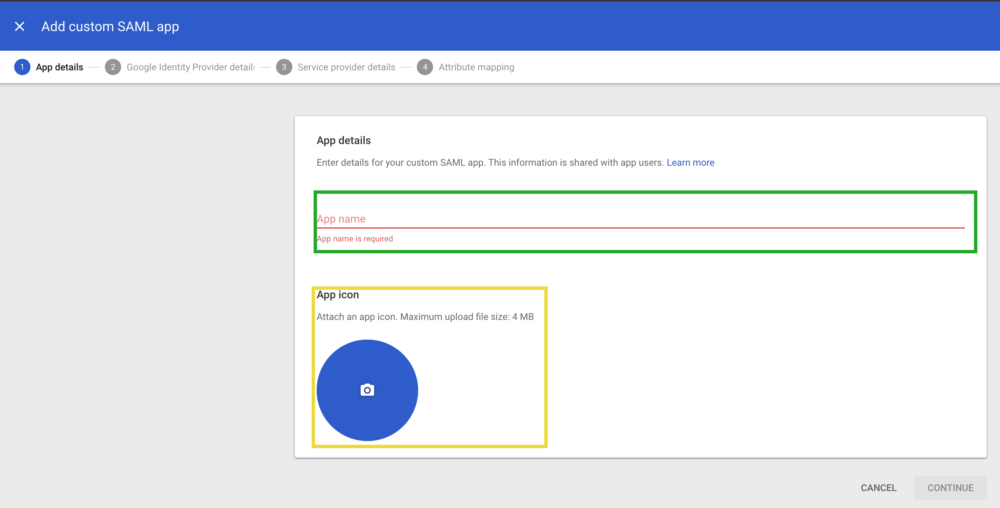 Add custom SAML app
1 App details 2 Google Identity Provider details 3 Service provider details 4 Attribute mapping
App details
Enter details for your custom SAML app. This information is shared with app users. Learn more
App name
App name is required
App icon
Attach an app icon. Maximum upload file size: 4 MB
CANCEL CONTINUE